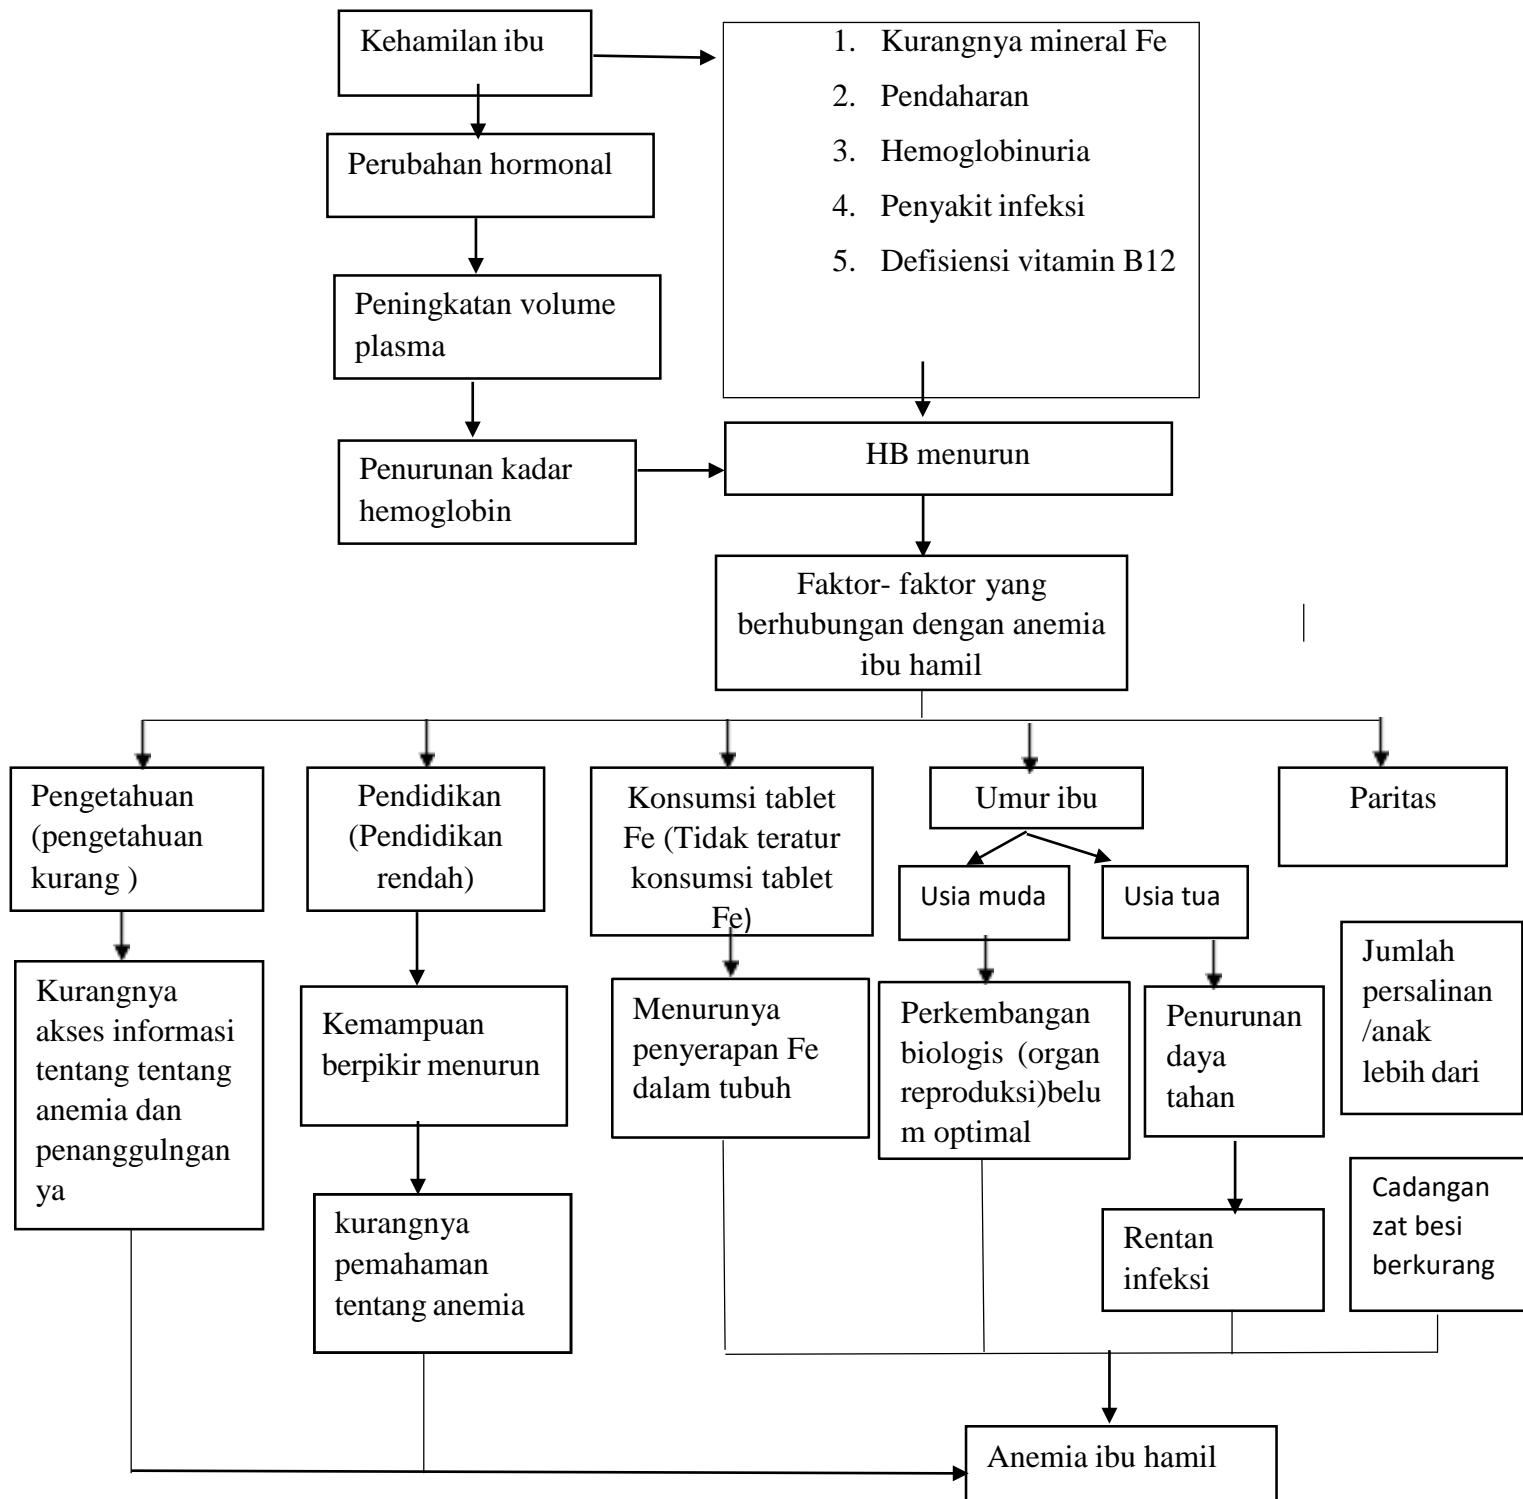 Kehamilan ibu
1. Kurangnya mineral Fe
2. Pendaharan
3. Hemoglobinuria
4. Penyakit infeksi
5. Defisiensi vitamin B12
Perubahan hormonal
Peningkatan volume
plasma
Penurunan kadar
hemoglobin
HB menurun
Faktor- faktor yang
berhubungan dengan anemia
ibu hamil
Pengetahuan
(pengetahuan
kurang )
Pendidikan
(Pendidikan
rendah)
Konsumsi tablet
Fe (Tidak teratur
konsumsi tablet
Fe)
Umur ibu
Paritas
Usia muda
Usia tua
Kurangnya
akses informasi
tentang tentang
anemia dan
penanggulngan
ya
Kemampuan
berpikir menurun
Menurunya
penyerapan Fe
dalam tubuh
Perkembangan
biologis (organ
reproduksi)belu
m optimal
Penurunan
daya
tahan
Jumlah
persalinan
/anak
lebih dari
kurangnya
pemahaman
tentang anemia
Rentan
infeksi
Cadangan
zat besi
berkurang
Anemia ibu hamil